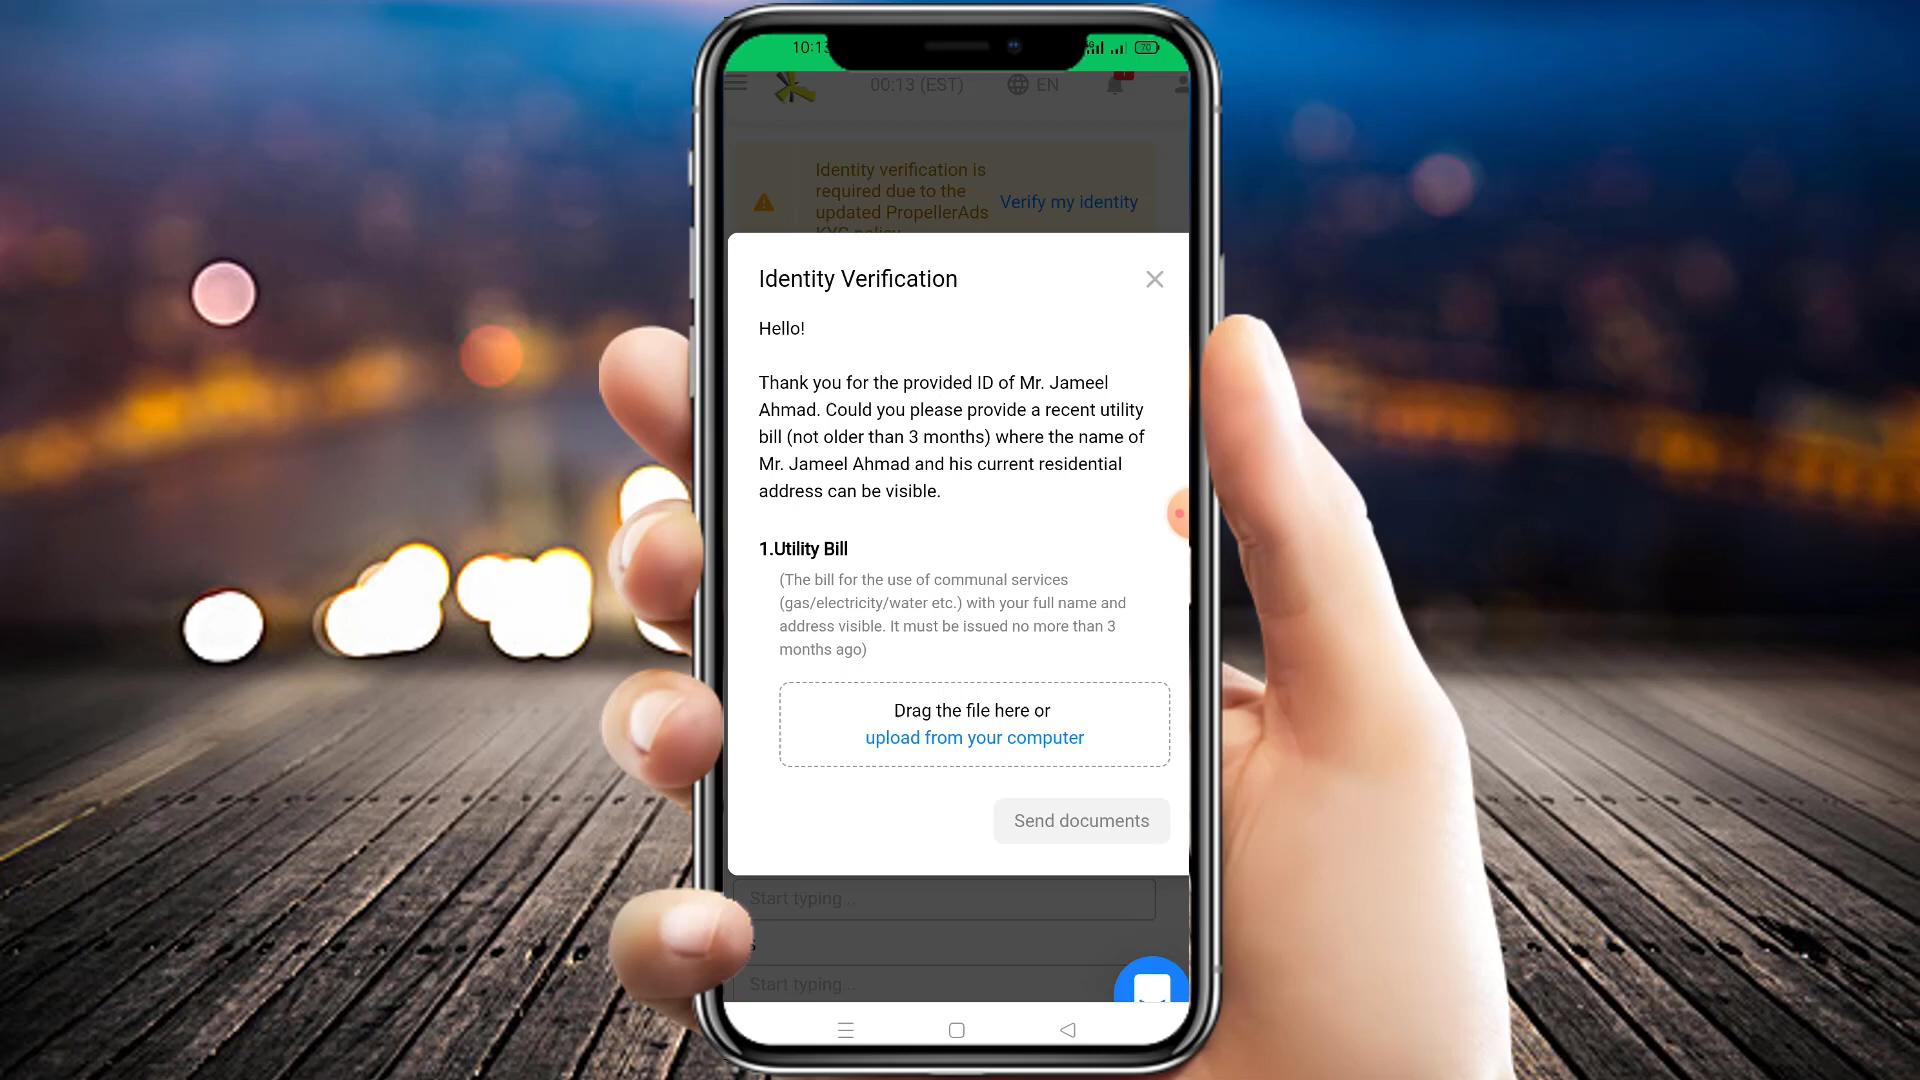 10:13
70
00:13 (EST)
EN
Identity verification is
required due to the
updated PropellerAds
KYC policy
Verify my identity
Identity Verification
Hello!
Thank you for the provided ID of Mr. Jameel
Ahmad. Could you please provide a recent utility
bill (not older than 3 months) where the name of
Mr. Jameel Ahmad and his current residential
address can be visible.
1.Utility Bill
(The bill for the use of communal services
(gas/electricity/water etc.) with your full name and
address visible. It must be issued no more than 3
months ago)
Drag the file here or
upload from your computer
Send documents
Start typing...
s
Start typing...